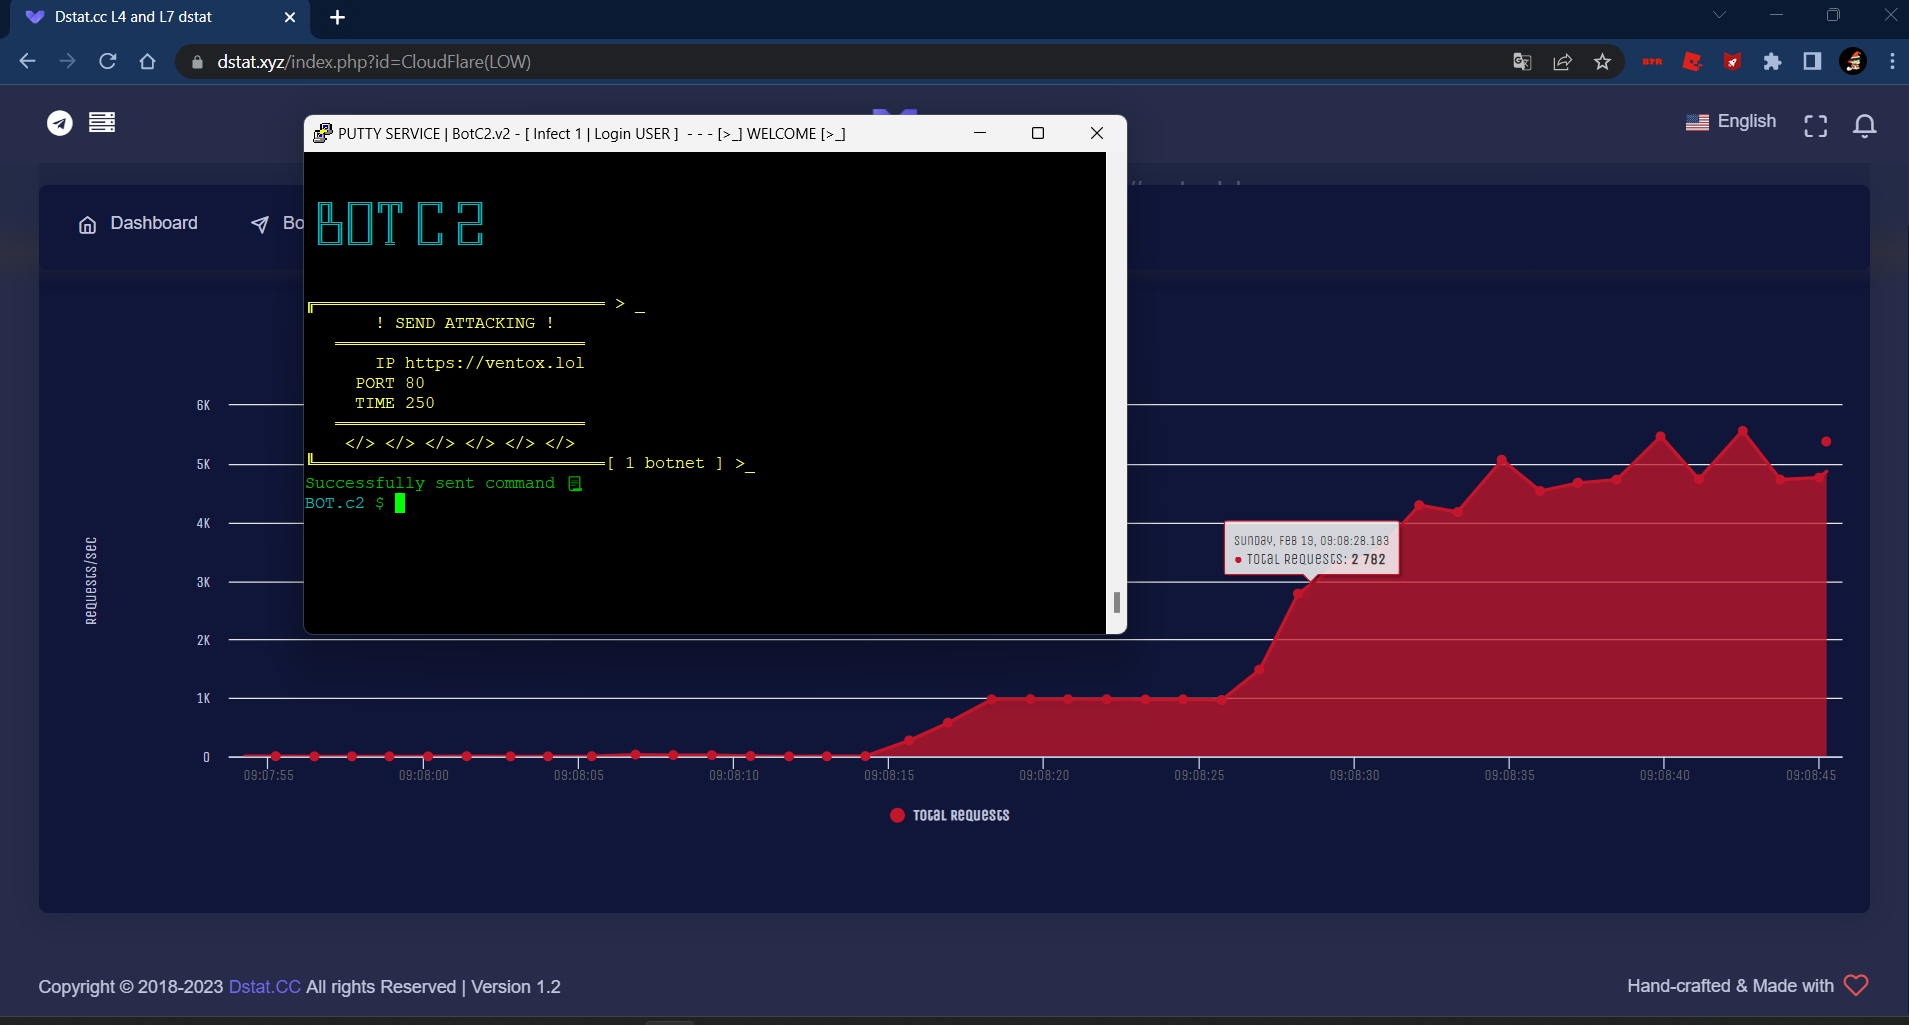 Dstat.cc L4 and L7 dstat
dstat.xyz/index.php?id=CloudFlare(LOW)
English
PUTTY SERVICE | BotC2.v2 - [ Infect 1 | Login USER ] - - - [>_] WELCOME [>_]
Dashboard
Bo
BOT C2
> _
! SEND ATTACKING !
IP https://ventox.lol
PORT 80
TIME 250
</> </> </> </> </> </>
[ 1 botnet ] >_
Successfully sent command
BOT.c2 $
Requests/sec
6K
5K
4K
3K
2K
1K
0
Sunday, Feb 19, 09:08:28.183
Total Requests: 2 782
09:07:55 09:08:00 09:08:05 09:08:10 09:08:15 09:08:20 09:08:25 09:08:30 09:08:35 09:08:40 09:08:45
Total Requests
Copyright © 2018-2023 Dstat.CC All rights Reserved | Version 1.2
Hand-crafted & Made with